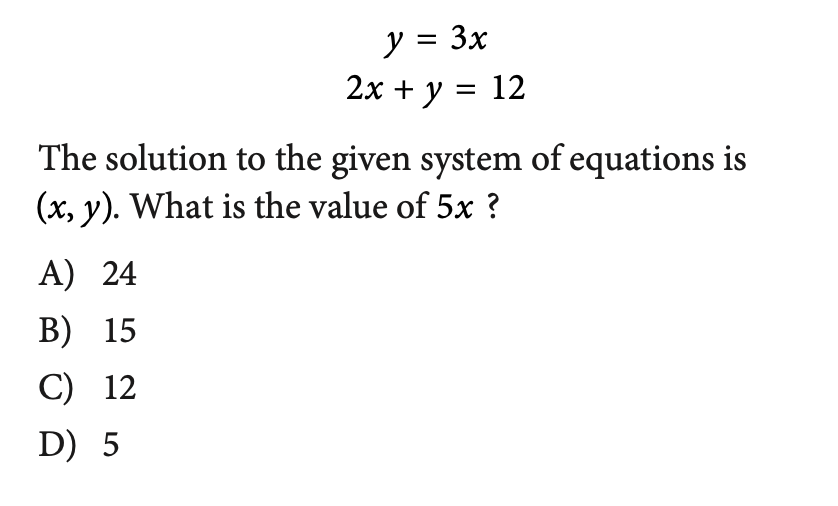 y = 3x
2x + y = 12
The solution to the given system of equations is
(x, y). What is the value of 5x ?
A) 24
B) 15
C) 12
D) 5